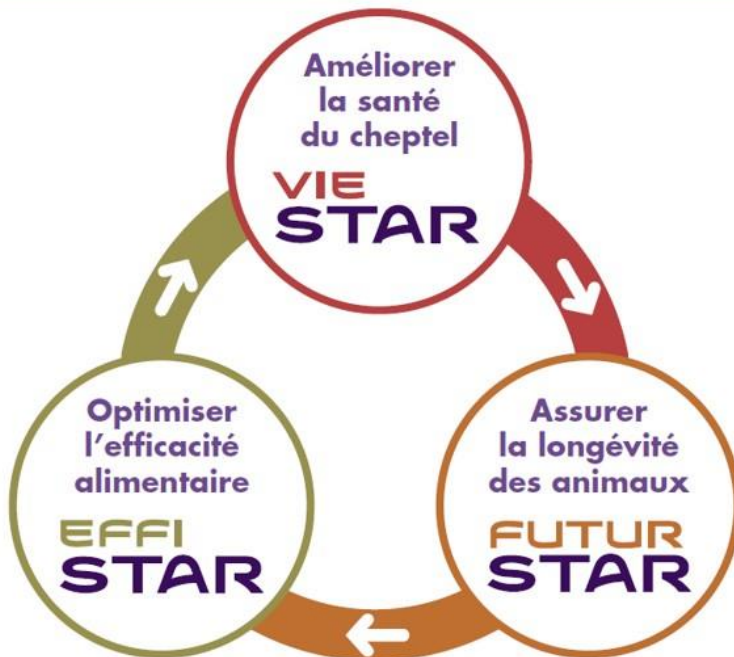 Améliorer
la santé
du cheptel
VIE
STAR
Optimiser
l'efficacité
alimentaire
EFFI
STAR
Assurer
la longévité
des animaux
FUTUR
STAR